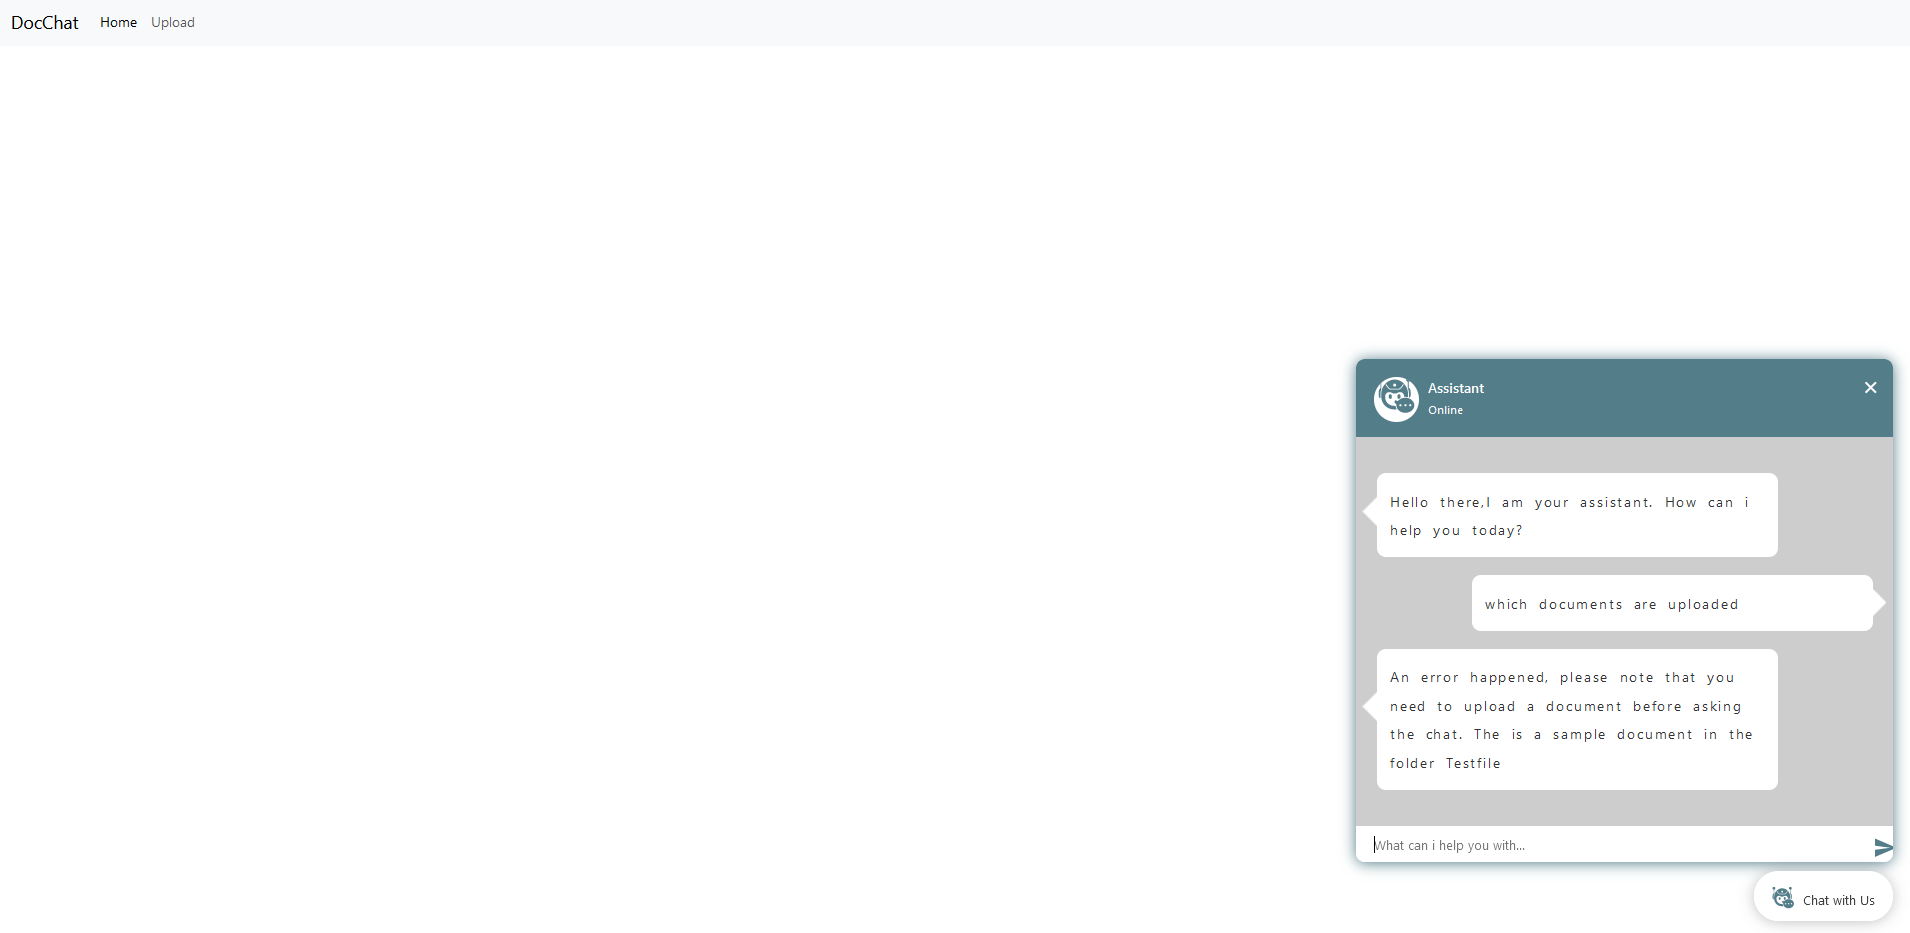 DocChat Home Upload
Assistant
Online
Hello there,I am your assistant. How can i
help you today?
which documents are uploaded
An error happened, please note that you
need to upload a document before asking
the chat. The is a sample document in the
folder Testfile
What can i help you with...
Chat with Us